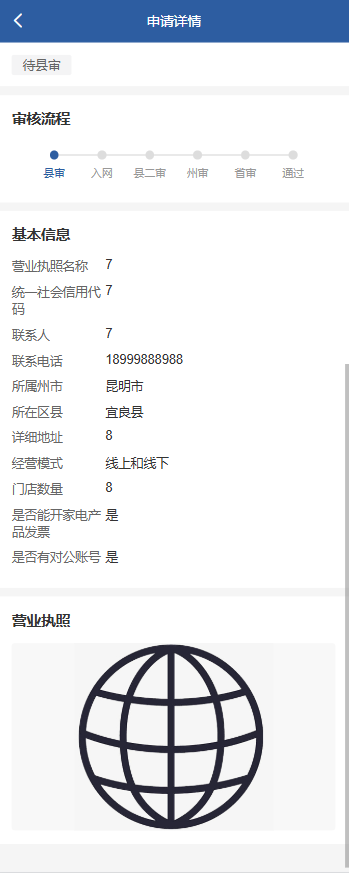 申请详情
待县审
审核流程
县审 入网 县二审 州审 首审 通过
基本信息
营业执照名称 7
统一社会信用代 7
码
联系人 7
联系电话 18999888988
所属州市 昆明市
所在区县 宜良县
详细地址 8
经营模式 线上和线下
门店数量 8
是否能开家电产 是
品发票
是否有对公账号 是
营业执照